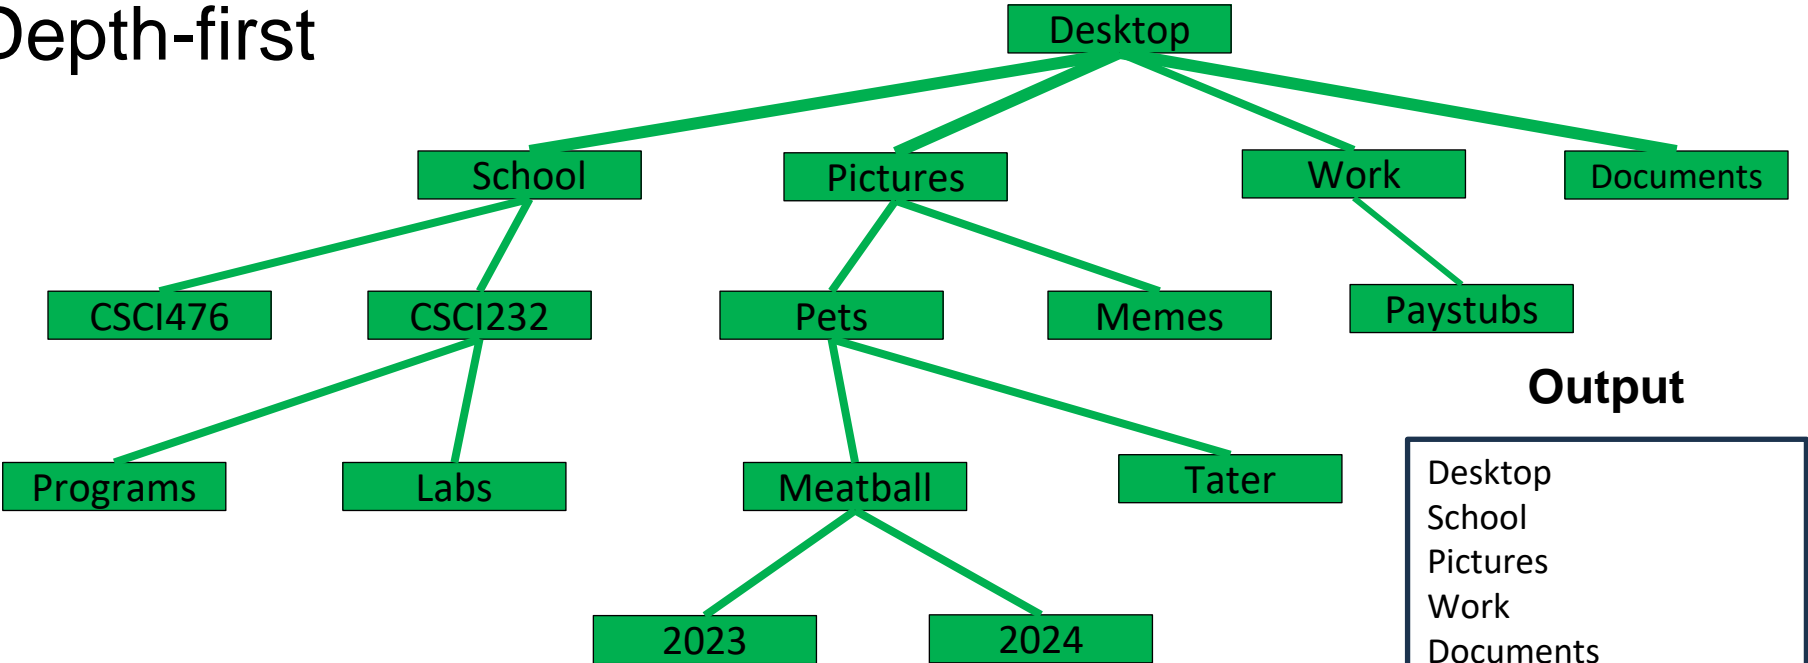 Depth-first
Desktop
School
Pictures
Work
Documents
CSCI476
CSCI232
Pets
Memes
Paystubs
Output
Programs
Labs
Meatball
Tater
2023
2024
Desktop
School
Pictures
Work
Documents